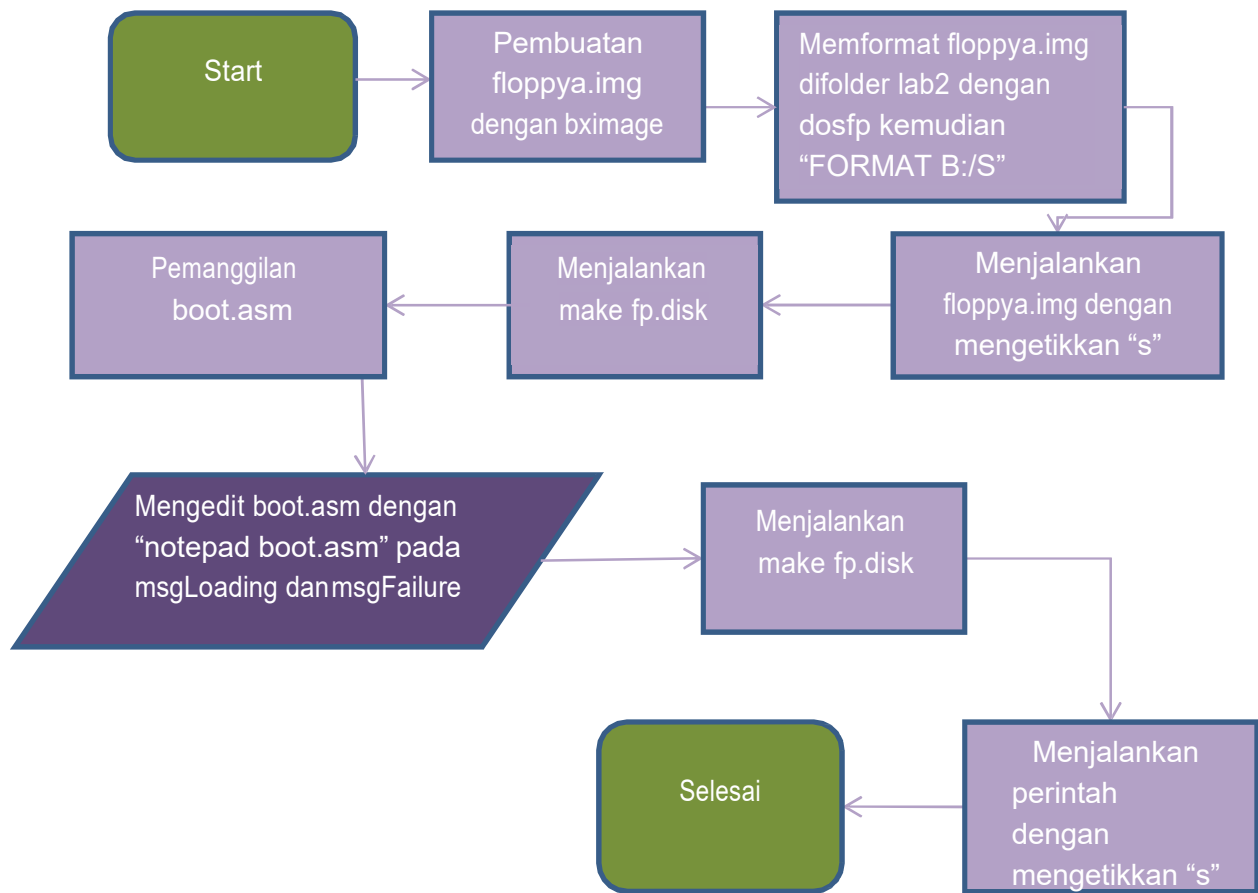 Start
Pembuatan
floppya.img
dengan bximage
Memformat floppya.img
difolder lab2 dengan
dosfp kemudian
“FORMAT B:/S”
Menjalankan
floppya.img dengan
mengetikkan “s”
Menjalankan
make fp.disk
Pemanggilan
boot.asm
Mengedit boot.asm dengan
“notepad boot.asm” pada
msgLoading dan msgFailure
Menjalankan
make fp.disk
Menjalankan
perintah
dengan
mengetikkan “s”
Selesai